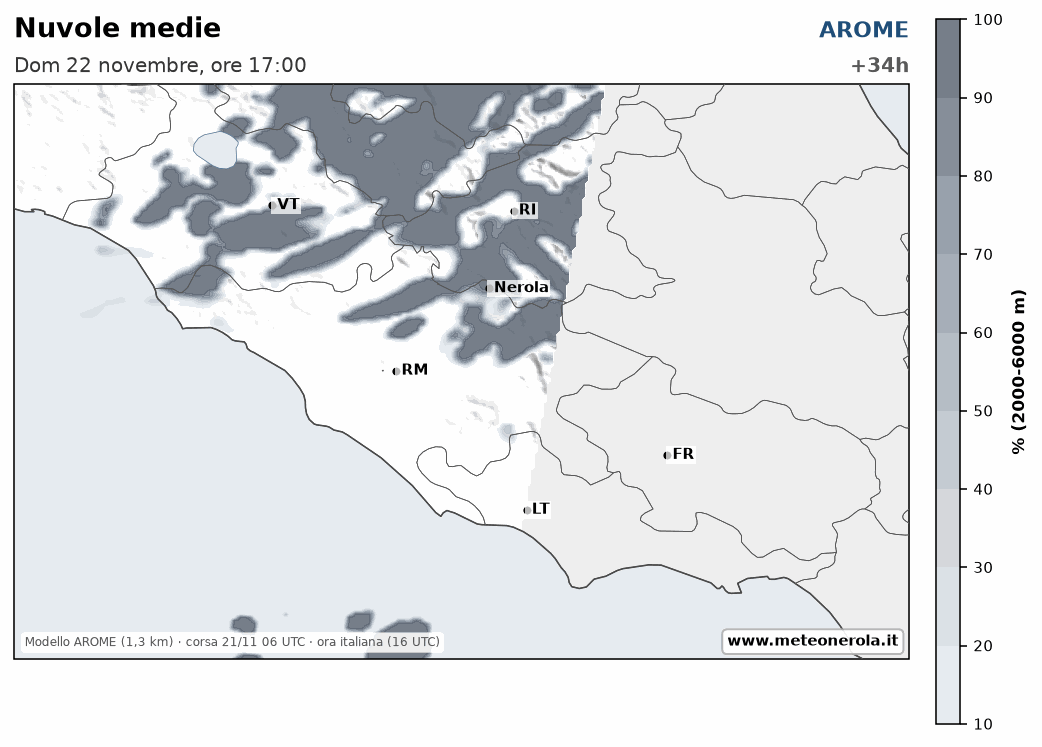 Nuvole medie
AROME
Dom 22 novembre, ore 17:00
+34h
VT
RI
Nerola
RM
FR
LT
100
90
80
70
60
50
40
30
20
10
% (2000-6000 m)
Modello AROME (1,3 km) · corsa 21/11 06 UTC · ora italiana (16 UTC)
www.meteonerola.it